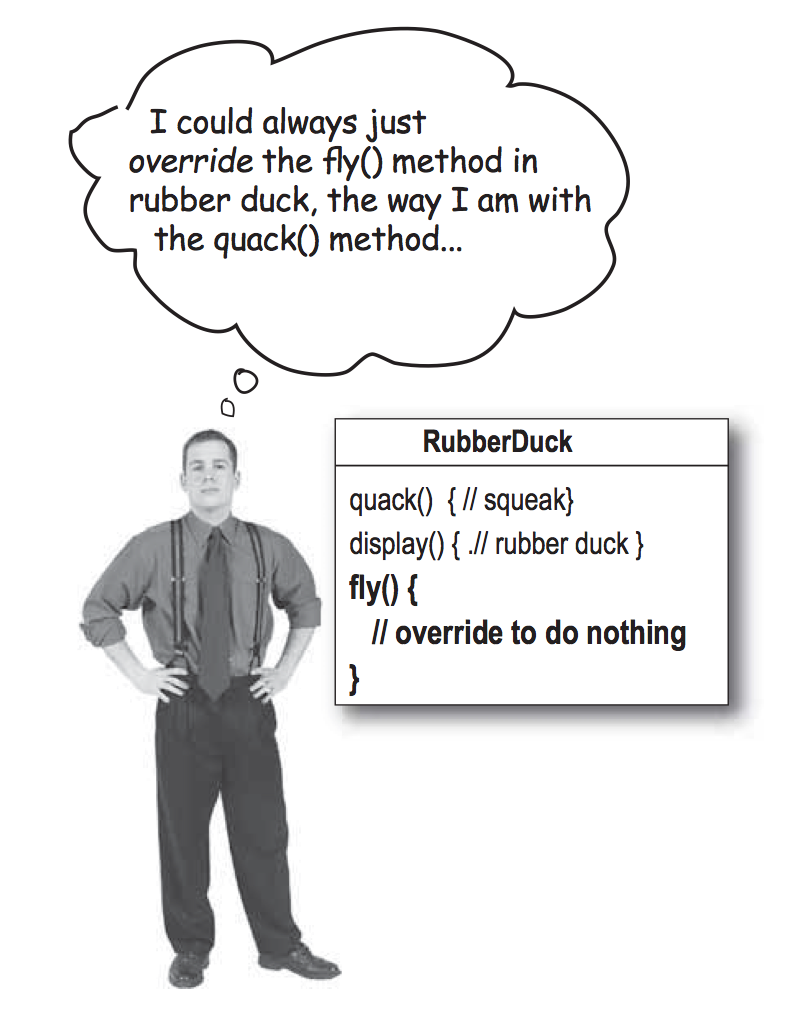 I could always just
override the fly() method in
rubber duck, the way I am with
the quack() method...
RubberDuck
quack() { // squeak}
display() { .// rubber duck }
fly() {
// override to do nothing
}